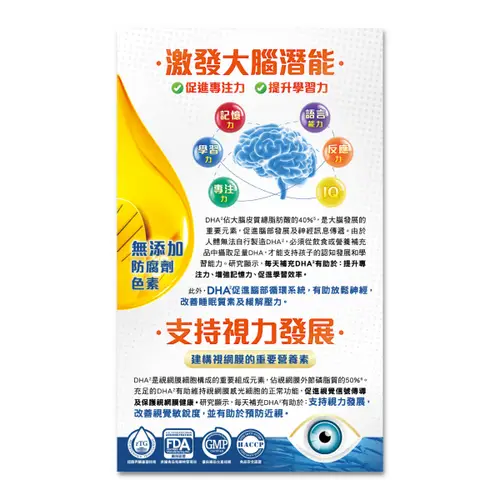 ·激發大腦潛能·
促進專注力 提升學習力
記憶力
語言能力
學習力
反應力
專注力
IQ
DHA²佔大腦皮質總脂肪酸的40%³，是大腦發展的
重要元素，促進腦部發展及神經訊息傳遞。由於
人體無法自行製造DHA²，必須從飲食或營養補充
品中攝取足量DHA，才能支持孩子的認知發展和學
習能力。研究顯示，每天補充DHA²有助於：提升專
注力、增強記憶力、促進學習效率。
此外，DHA²促進腦部循環系統，有助放鬆神經，
改善睡眠質素及緩解壓力。
無添加
防腐劑
色素
·支持視力發展·
建構視網膜的重要營養素
DHA²是視網膜細胞構成的重要組成元素，佔視網膜外節磷脂質的50%⁴。
充足的DHA²有助維持視網膜感光細胞的正常功能，促進視覺信號傳導
及保護視網膜健康。研究顯示，每天補充DHA²有助於：支持視力發展，
改善視覺敏銳度，並有助於預防近視。
rTG
FDA
GMP
HACCP